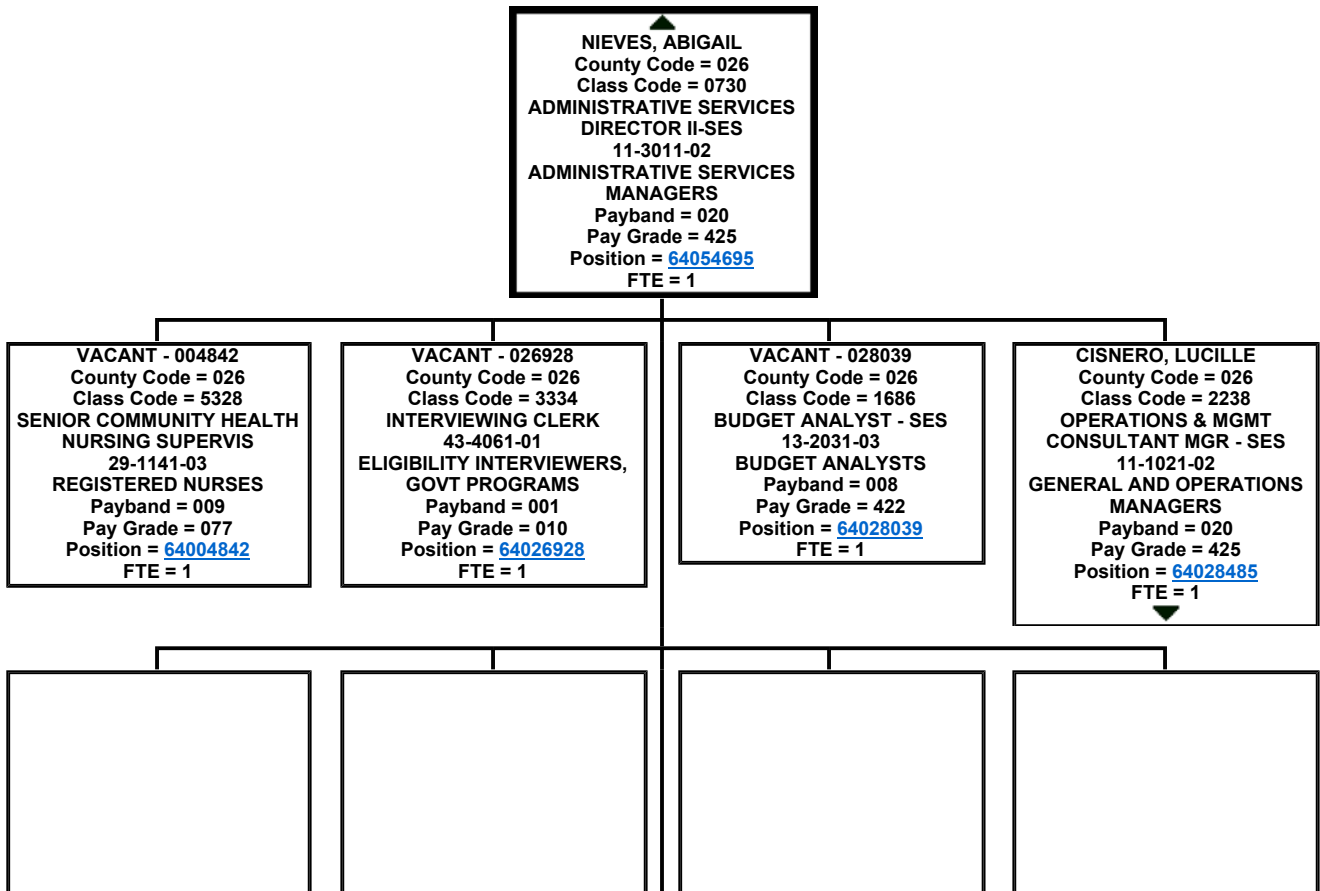 NIEVES, ABIGAIL
County Code = 026
Class Code = 0730
ADMINISTRATIVE SERVICES
DIRECTOR II-SES
11-3011-02
ADMINISTRATIVE SERVICES
MANAGERS
Payband = 020
Pay Grade = 425
Position = 64054695
FTE = 1
VACANT - 004842
County Code = 026
Class Code = 5328
SENIOR COMMUNITY HEALTH
NURSING SUPERVIS
29-1141-03
REGISTERED NURSES
Payband = 009
Pay Grade = 077
Position = 64004842
FTE = 1
VACANT - 026928
County Code = 026
Class Code = 3334
INTERVIEWING CLERK
43-4061-01
ELIGIBILITY INTERVIEWERS,
GOVT PROGRAMS
Payband = 001
Pay Grade = 010
Position = 64026928
FTE = 1
VACANT - 028039
County Code = 026
Class Code = 1686
BUDGET ANALYST - SES
13-2031-03
BUDGET ANALYSTS
Payband = 008
Pay Grade = 422
Position = 64028039
FTE = 1
CISNERO, LUCILLE
County Code = 026
Class Code = 2238
OPERATIONS & MGMT
CONSULTANT MGR - SES
11-1021-02
GENERAL AND OPERATIONS
MANAGERS
Payband = 020
Pay Grade = 425
Position = 64028485
FTE = 1